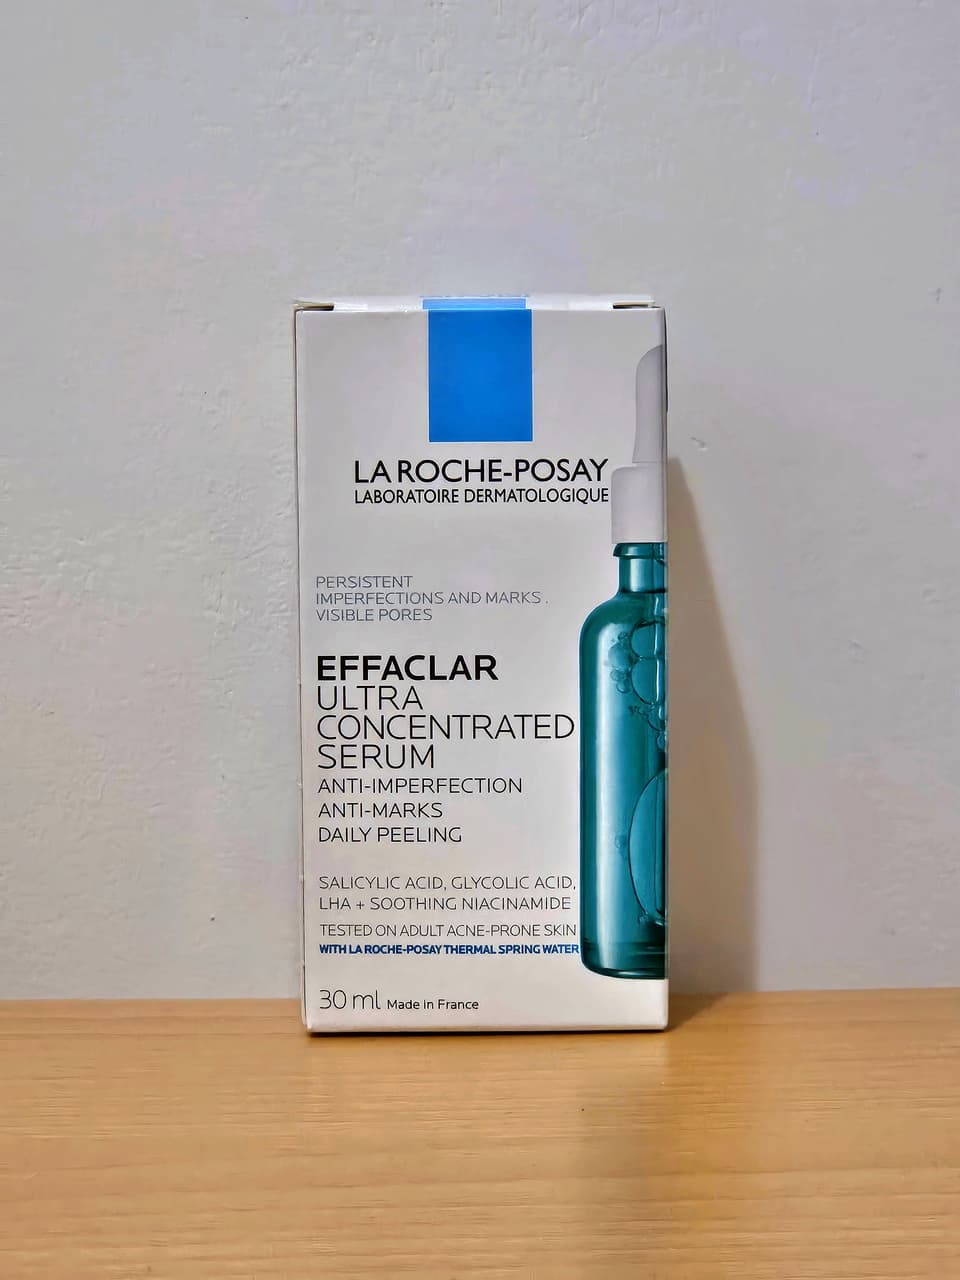 LA ROCHE-POSAY
LABORATOIRE DERMATOLOGIQUE
PERSISTENT
IMPERFECTIONS AND MARKS.
VISIBLE PORES
EFFACLAR
ULTRA
CONCENTRATED
SERUM
ANTI-IMPERFECTION
ANTI-MARKS
DAILY PEELING
SALICYLIC ACID, GLYCOLIC ACID,
LHA + SOOTHING NIACINAMIDE
TESTED ON ADULT ACNE-PRONE SKIN
WITH LA ROCHE-POSAY THERMAL SPRING WATER
30 ml Made in France